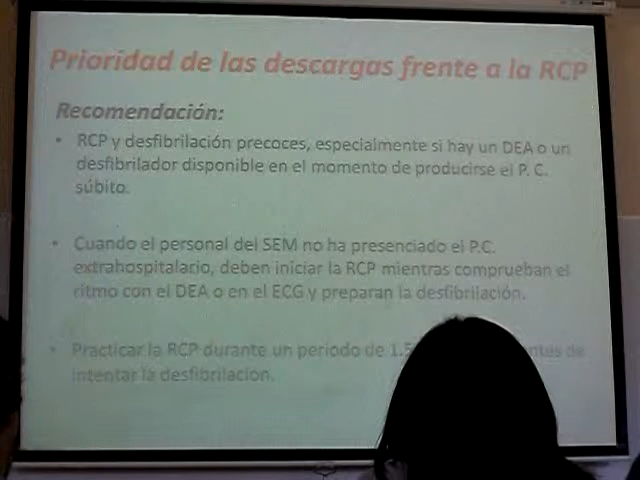 Prioridad de las descargas frente a la RCP
Recomendación:
• RCP y desfibrilación precoces, especialmente si hay un DEA o un
desfibrilador disponible en el momento de producirse el P. C.
súbito.
• Cuando el personal del SEM no ha presenciado el P.C.
extrahospitalario, deben iniciar la RCP mientras comprueban el
ritmo con el DEA o en el ECG y preparan la desfibrilación.
• Practicar la RCP durante un periodo de 1.5 de
intentar la desfibrilación.